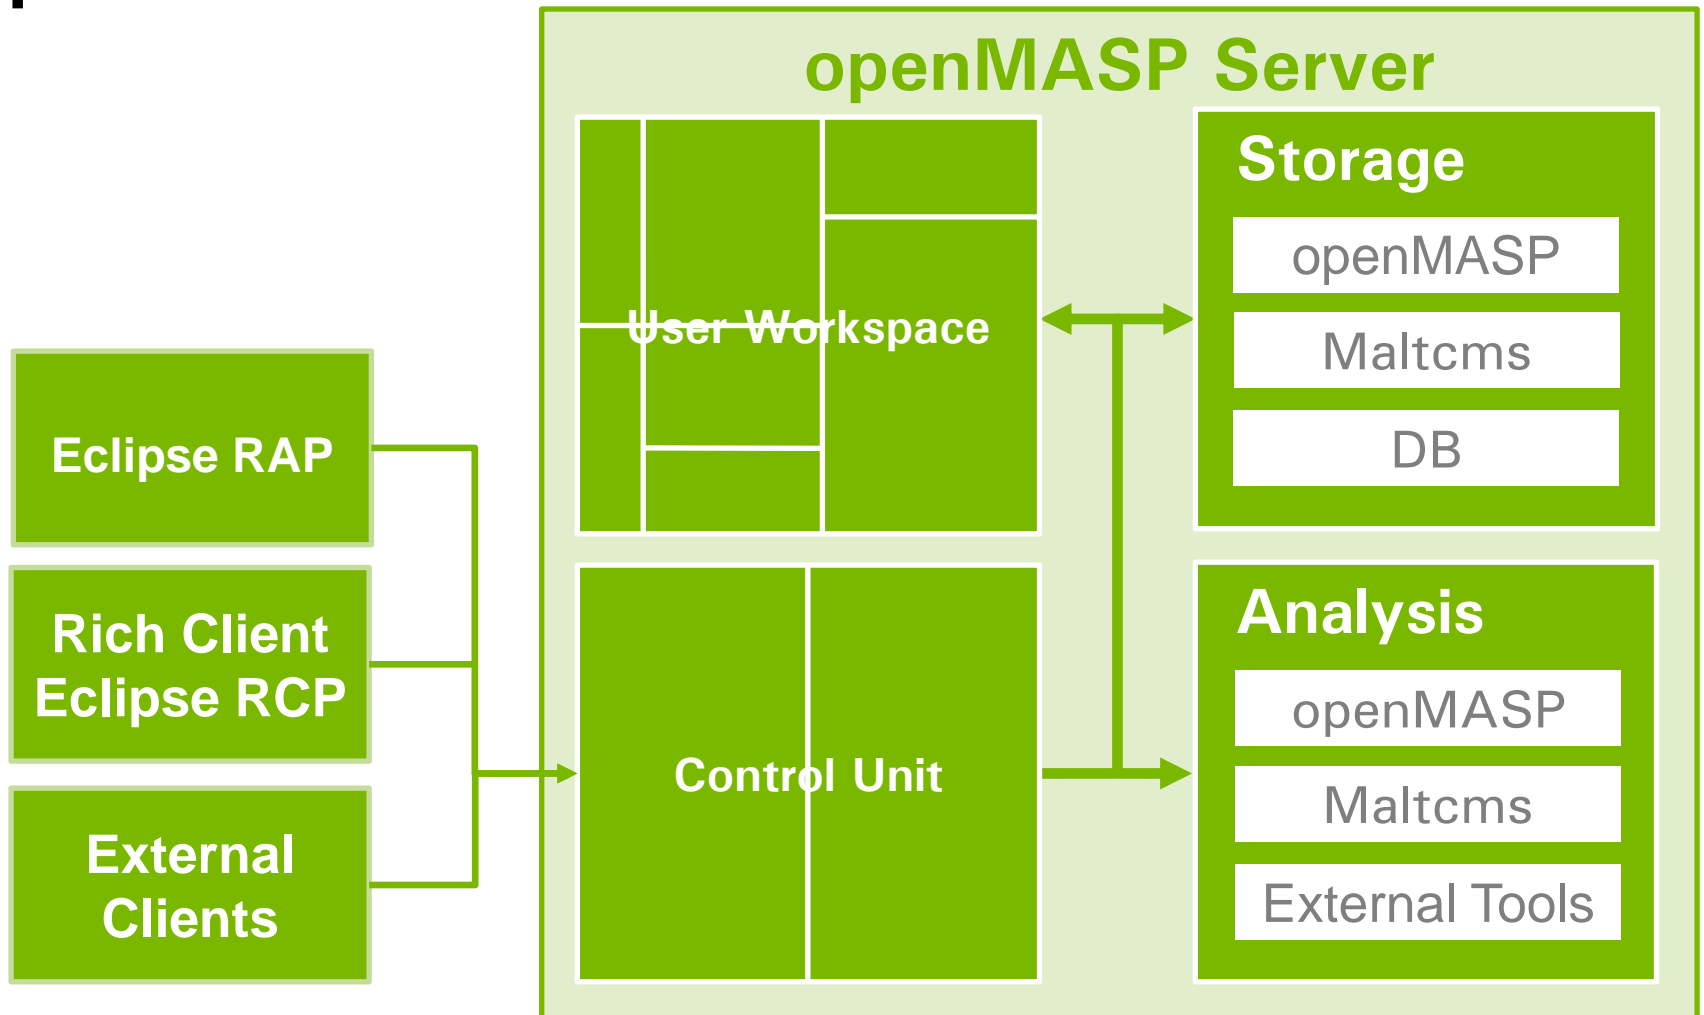 openMASP Server
User Workspace
Storage
openMASP
Maltcms
DB
Eclipse RAP
Rich Client
Eclipse RCP
External
Clients
Control Unit
Analysis
openMASP
Maltcms
External Tools